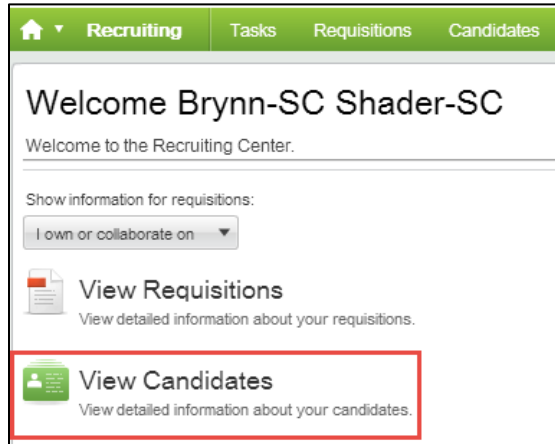 Recruiting Tasks Requisitions Candidates
Welcome Brynn-SC Shader-SC
Welcome to the Recruiting Center.
Show information for requisitions:
I own or collaborate on
View Requisitions
View detailed information about your requisitions.
View Candidates
View detailed information about your candidates.